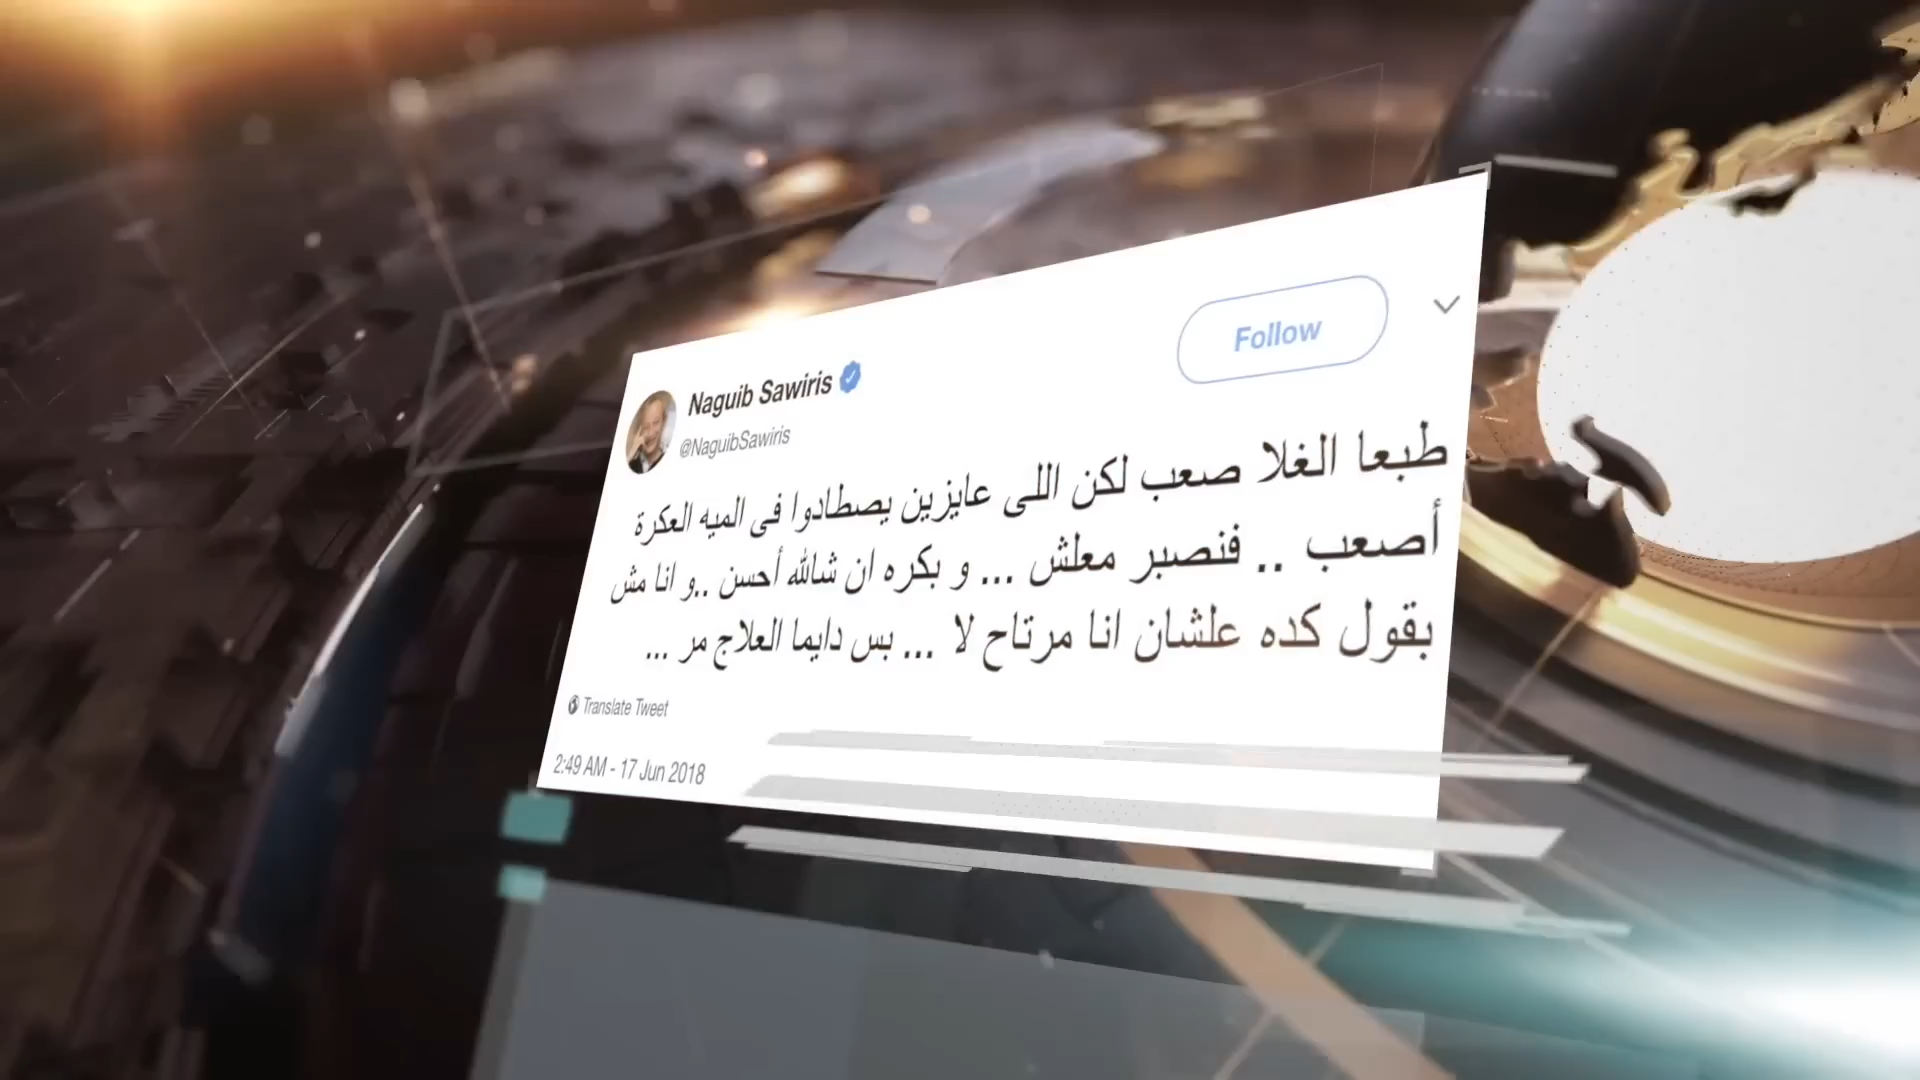 Naguib Sawiris
@NaguibSawiris
Follow
طبعا الغلا صعب لكن اللى عايزين يصطادوا فى الميه العكرة
أصعب .. فنصبر معلش ... و بكره ان شالله أحسن ..و انا مش
بقول كده علشان انا مرتاح لا ... بس دايما العلاج مر ...
Translate Tweet
2:49 AM - 17 Jun 2018